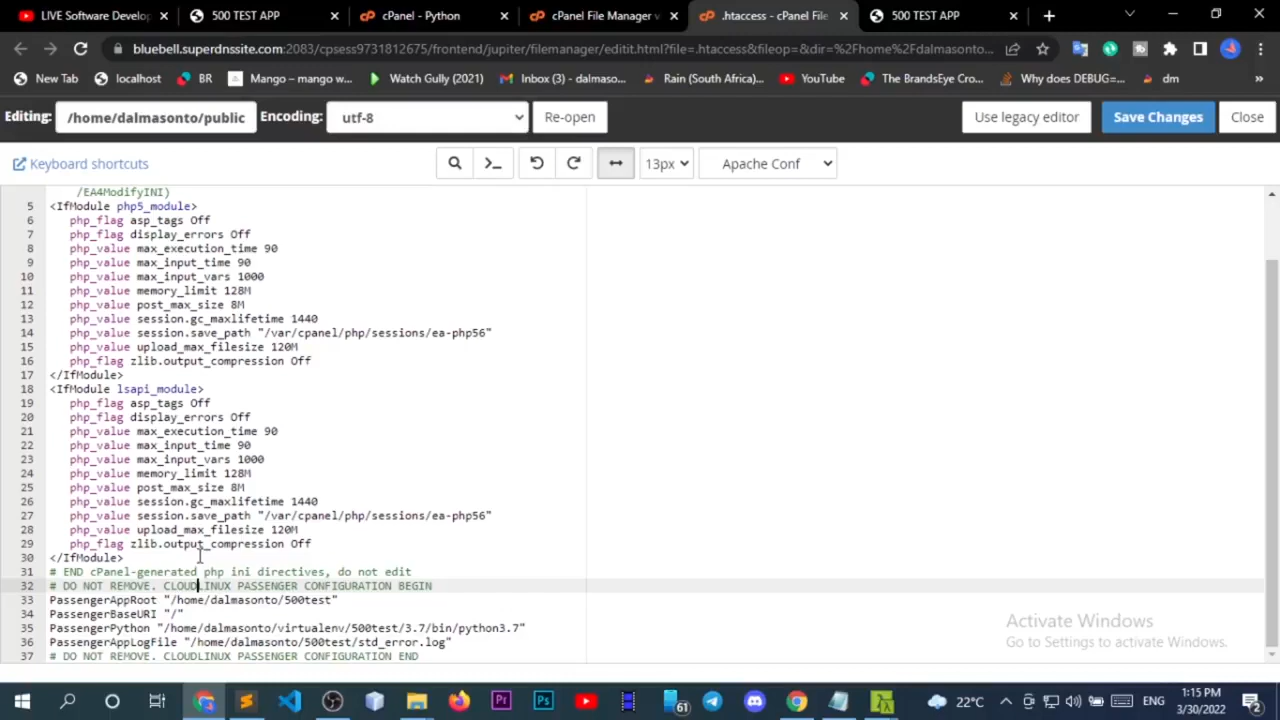 LIVE Software Develop
500 TEST APP
cPanel - Python
cPanel File Manager v
.htaccess - cPanel File
500 TEST APP
bluebell.superdnssite.com:2083/cpsess9731812675/frontend/jupiter/filemanager/editit.html?file=.htaccess&fileop=&dir=%2Fhome%2Fdalmasonto...
New Tab
localhost
BR
Mango – mango w...
Watch Gully (2021)
Inbox (3) - dalmaso...
Rain (South Africa)...
YouTube
The BrandsEye Cro...
Why does DEBUG=...
dm
»
Editing:
/home/dalmasonto/public
Encoding:
utf-8
Re-open
Use legacy editor
Save Changes
Close
Keyboard shortcuts
13px
Apache Conf
/EA4ModifyINI)
5 <IfModule php5_module>
6 php_flag asp_tags Off
7 php_flag display_errors Off
8 php_value max_execution_time 90
9 php_value max_input_time 90
10 php_value max_input_vars 1000
11 php_value memory_limit 128M
12 php_value post_max_size 8M
13 php_value session.gc_maxlifetime 1440
14 php_value session.save_path "/var/cpanel/php/sessions/ea-php56"
15 php_value upload_max_filesize 120M
16 php_flag zlib.output_compression Off
17 </IfModule>
18 <IfModule lsapi_module>
19 php_flag asp_tags Off
20 php_flag display_errors Off
21 php_value max_execution_time 90
22 php_value max_input_time 90
23 php_value max_input_vars 1000
24 php_value memory_limit 128M
25 php_value post_max_size 8M
26 php_value session.gc_maxlifetime 1440
27 php_value session.save_path "/var/cpanel/php/sessions/ea-php56"
28 php_value upload_max_filesize 120M
29 php_flag zlib.output_compression Off
30 </IfModule>
31 # END cPanel-generated php ini directives, do not edit
32 # DO NOT REMOVE. CLOUDLINUX PASSENGER CONFIGURATION BEGIN
33 PassengerAppRoot "/home/dalmasonto/500test"
34 PassengerBaseURI "/"
35 PassengerPython "/home/dalmasonto/virtualenv/500test/3.7/bin/python3.7"
36 PassengerAppLogFile "/home/dalmasonto/500test/std_error.log"
37 # DO NOT REMOVE. CLOUDLINUX PASSENGER CONFIGURATION END
Activate Windows
Go to Settings to activate Windows.
Pr
Ps
61
22°C
ENG
1:15 PM
3/30/2022
2